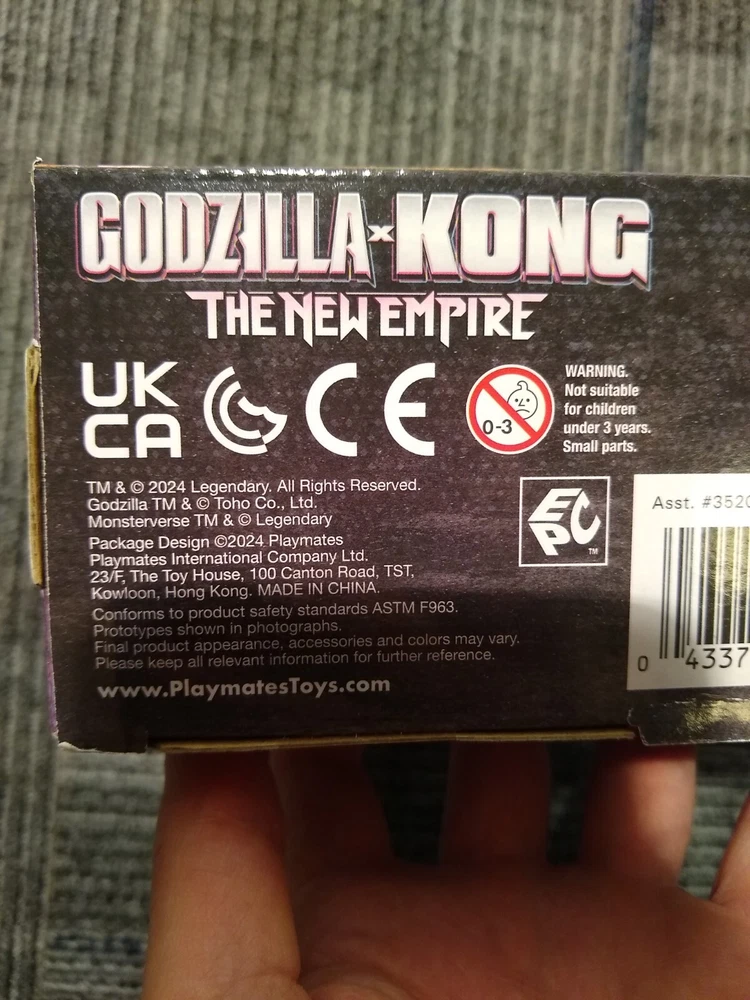 GODZILLA x KONG
THE NEW EMPIRE
UK
CA
CE
0-3
WARNING.
Not suitable
for children
under 3 years.
Small parts.
TM & © 2024 Legendary. All Rights Reserved.
Godzilla TM & © Toho Co., Ltd.
Monsterverse TM & © Legendary
Package Design ©2024 Playmates
Playmates International Company Ltd.
23/F, The Toy House, 100 Canton Road, TST,
Kowloon, Hong Kong. MADE IN CHINA.
Conforms to product safety standards ASTM F963.
Prototypes shown in photographs.
Final product appearance, accessories and colors may vary.
Please keep all relevant information for further reference.
www.PlaymatesToys.com
EPC
TM
Asst. #3520
0 4337